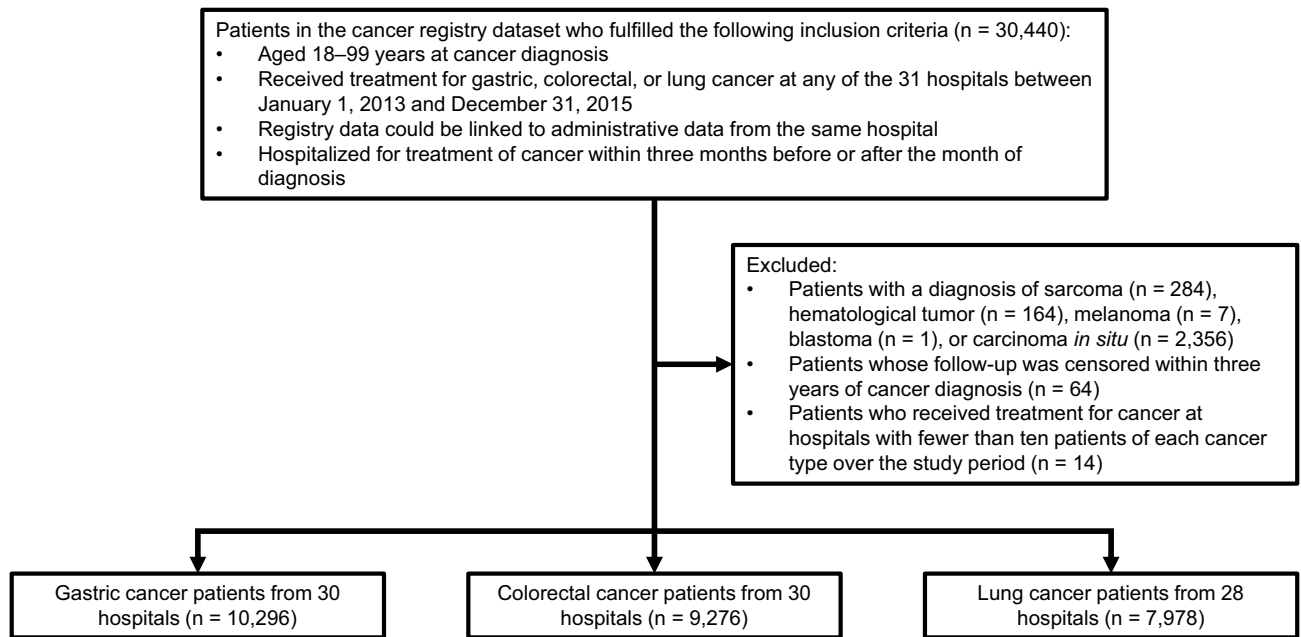 Patients in the cancer registry dataset who fulfilled the following inclusion criteria (n = 30,440):
• Aged 18–99 years at cancer diagnosis
• Received treatment for gastric, colorectal, or lung cancer at any of the 31 hospitals between
January 1, 2013 and December 31, 2015
• Registry data could be linked to administrative data from the same hospital
• Hospitalized for treatment of cancer within three months before or after the month of
diagnosis
Excluded:
• Patients with a diagnosis of sarcoma (n = 284),
hematological tumor (n = 164), melanoma (n = 7),
blastoma (n = 1), or carcinoma in situ (n = 2,356)
• Patients whose follow-up was censored within three
years of cancer diagnosis (n = 64)
• Patients who received treatment for cancer at
hospitals with fewer than ten patients of each cancer
type over the study period (n = 14)
Gastric cancer patients from 30
hospitals (n = 10,296)
Colorectal cancer patients from 30
hospitals (n = 9,276)
Lung cancer patients from 28
hospitals (n = 7,978)